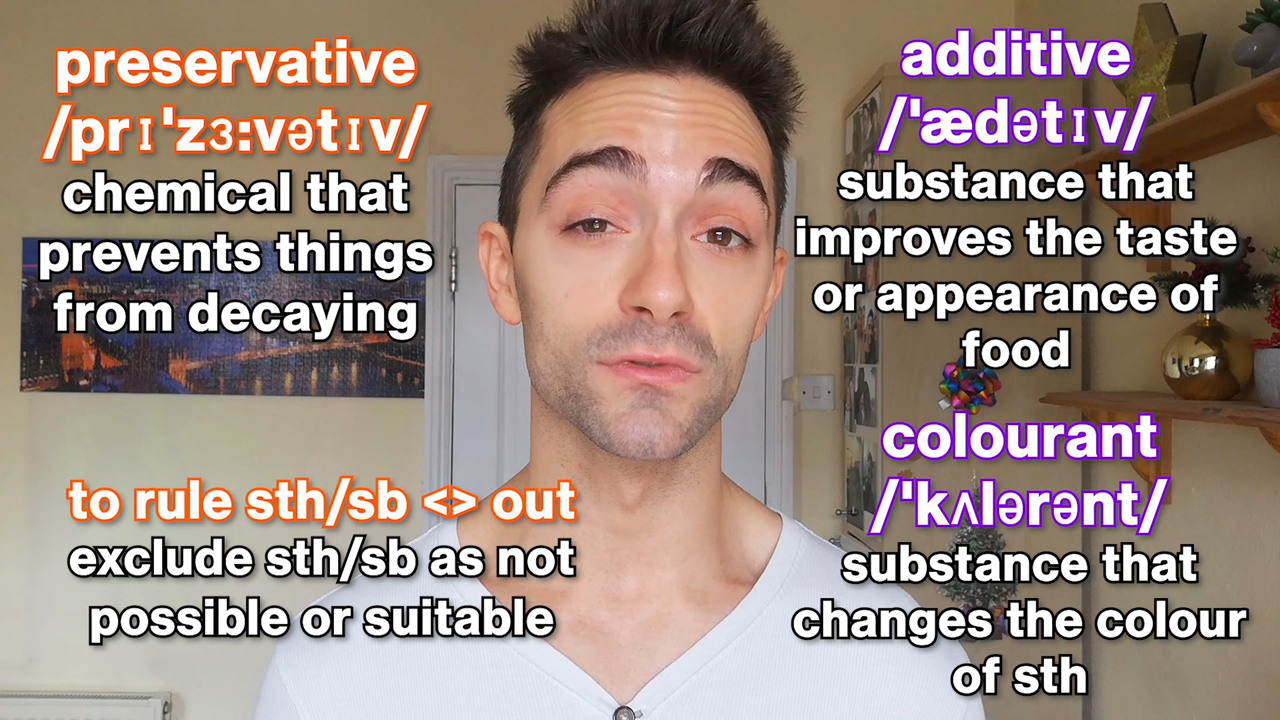 preservative
/prɪˈzɜːvətɪv/
chemical that
prevents things
from decaying
to rule sth/sb <> out
exclude sth/sb as not
possible or suitable
additive
/ˈædətɪv/
substance that
improves the taste
or appearance of
food
colourant
/ˈkʌlərənt/
substance that
changes the colour
of sth